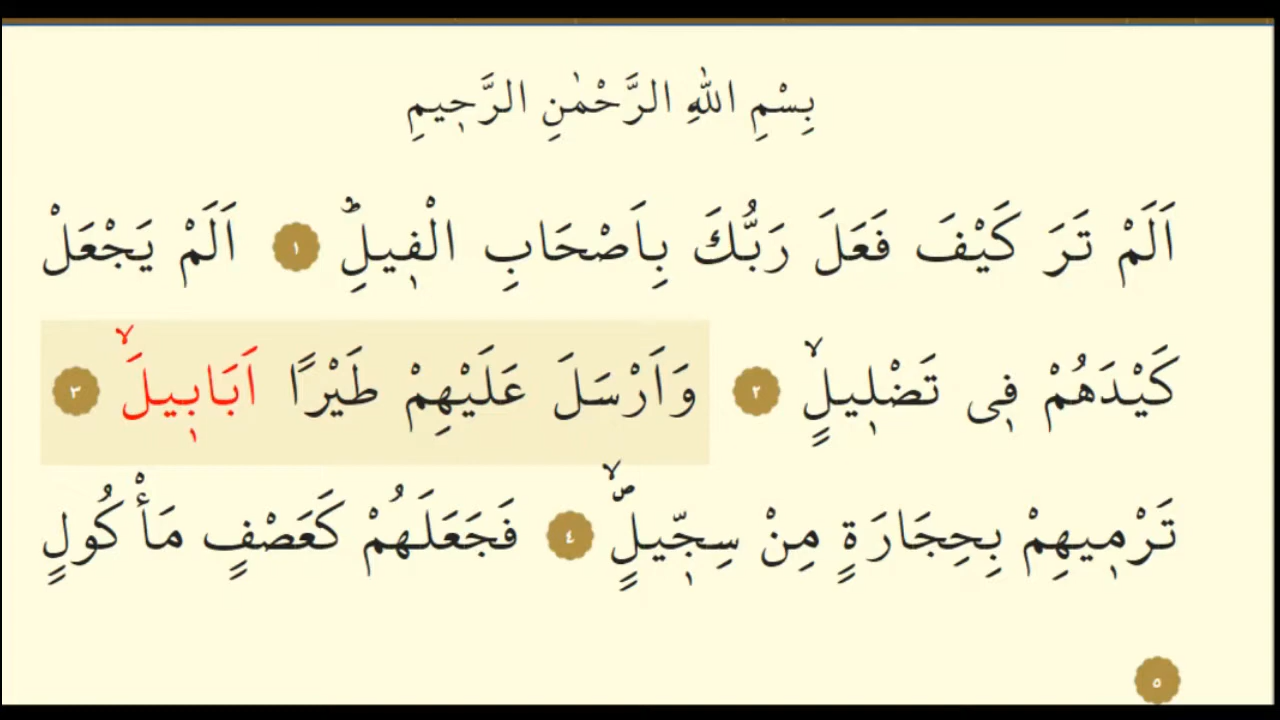 بِسْمِ اللّٰهِ الرَّحْمٰنِ الرَّح۪يمِ
اَلَمْ تَرَ كَيْفَ فَعَلَ رَبُّكَ بِاَصْحَابِ الْف۪يلِۜ ١ اَلَمْ يَجْعَلْ
كَيْدَهُمْ ف۪ى تَضْل۪يلٍۙ ٢ وَاَرْسَلَ عَلَيْهِمْ طَيْرًا اَبَاب۪يلَۙ ٣
تَرْم۪يهِمْ بِحِجَارَةٍ مِنْ سِجّ۪يلٍۖۙ ٤ فَجَعَلَهُمْ كَعَصْفٍ مَأْكُولٍ
٥